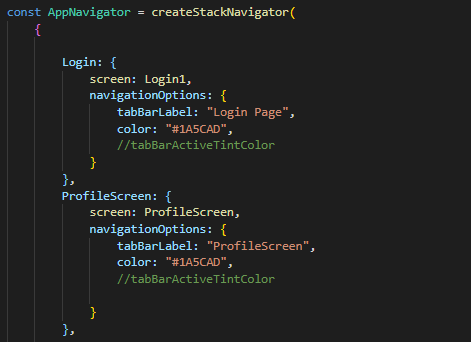 const AppNavigator = createStackNavigator(
{
Login: {
screen: Login1,
navigationOptions: {
tabBarLabel: "Login Page",
color: "#1A5CAD",
//tabBarActiveTintColor
}
},
ProfileScreen: {
screen: ProfileScreen,
navigationOptions: {
tabBarLabel: "ProfileScreen",
color: "#1A5CAD",
//tabBarActiveTintColor
}
},